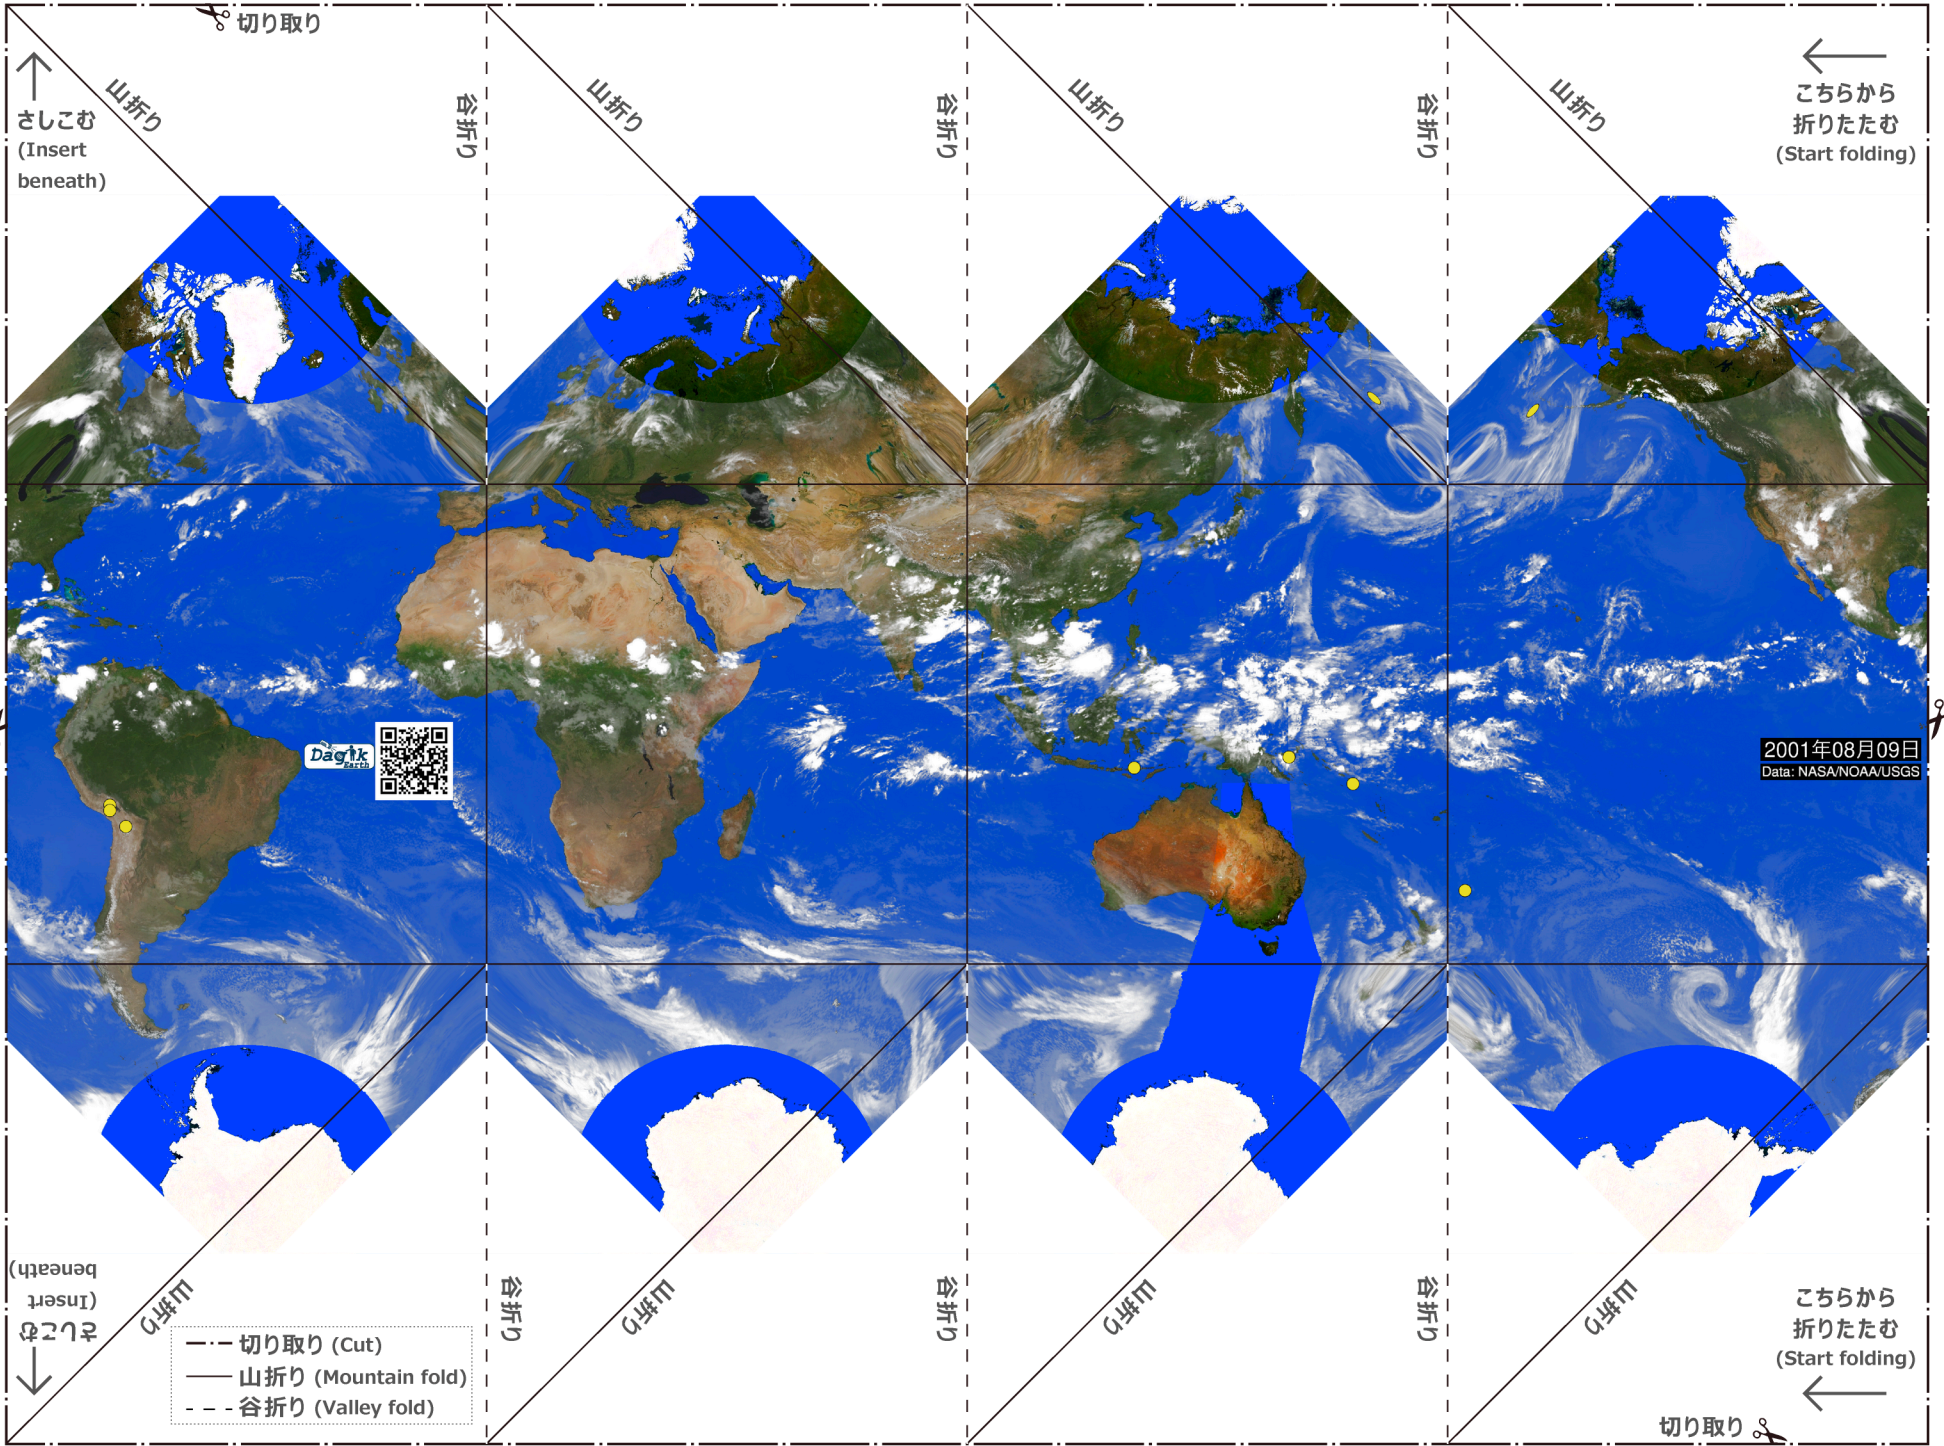 切り取り
山折り
谷折り
山折り
谷折り
山折り
谷折り
山折り
さしこむ
(Insert
beneath)
こちらから
折りたたむ
(Start folding)
Dagik
Earth
2001年08月09日
Data: NASA/NOAA/USGS
さしこむ
(Insert
beneath)
山折り
谷折り
山折り
谷折り
山折り
谷折り
山折り
こちらから
折りたたむ
(Start folding)
切り取り (Cut)
山折り (Mountain fold)
谷折り (Valley fold)
切り取り